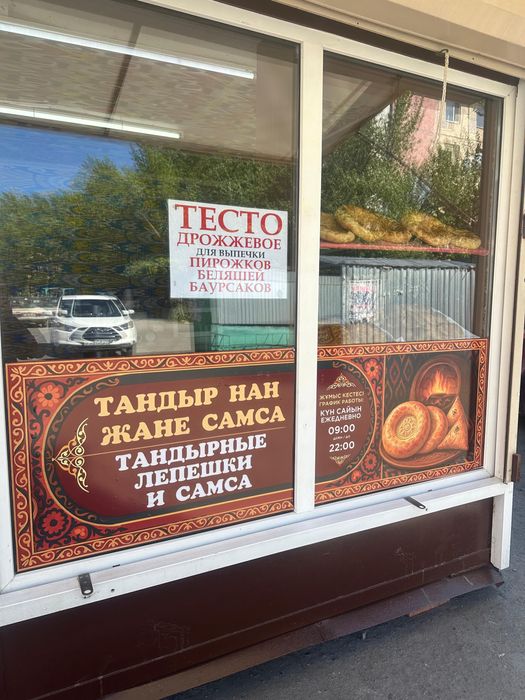 ТЕСТО
ДРОЖЖЕВОЕ
ДЛЯ ВЫПЕЧКИ
ПИРОЖКОВ
БЕЛЯШЕЙ
БАУРСАКОВ
ТАНДЫР НАН
ЖАНЕ САМСА
ТАНДЫРНЫЕ
ЛЕПЕШКИ
И САМСА
ЖҰМЫС КЕСТЕСІ
ГРАФИК РАБОТЫ:
КҮН САЙЫН
ЕЖЕДНЕВНО
09:00
22:00